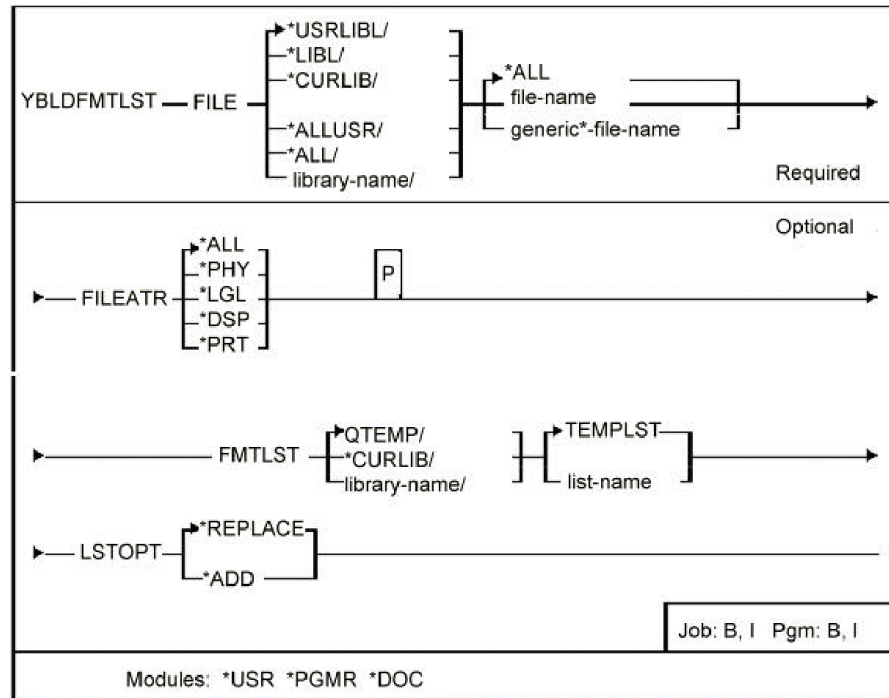 *USRLIBL/
*LIBL/
*CURLIB/
*ALLUSR/
*ALL/
library-name/
YBLDFMTLST
FILE
*ALL
file-name
generic*-file-name
Required
Optional
FILEATR
*ALL
*PHY
*LGL
*DSP
*PRT
P
FMTLST
QTEMP/
*CURLIB/
library-name/
TEMPLST
list-name
LSTOPT
*REPLACE
*ADD
Job: B, I Pgm: B, I
Modules: *USR *PGMR *DOC